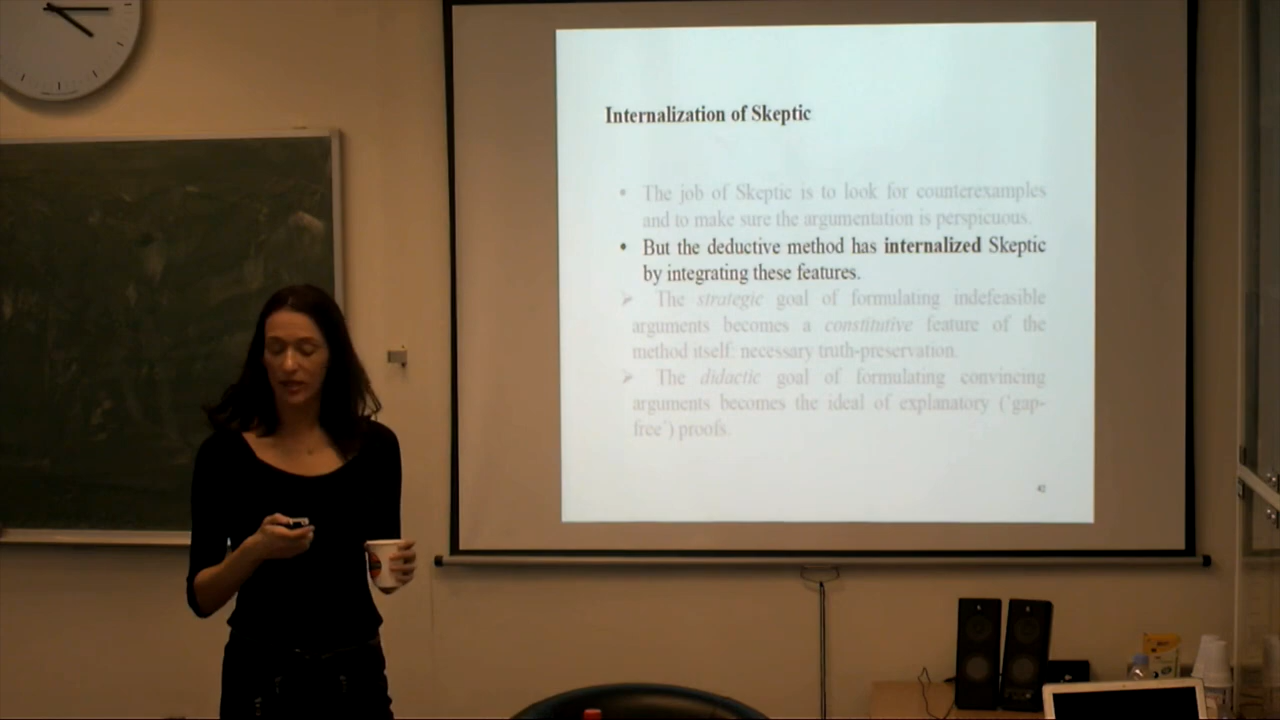 Internalization of Skeptic
• The job of Skeptic is to look for counterexamples
and to make sure the argumentation is perspicuous.
• But the deductive method has internalized Skeptic
by integrating these features.
➢ The strategic goal of formulating indefeasible
arguments becomes a constitutive feature of the
method itself: necessary truth-preservation.
➢ The didactic goal of formulating convincing
arguments becomes the ideal of explanatory ('gap-
free') proofs.